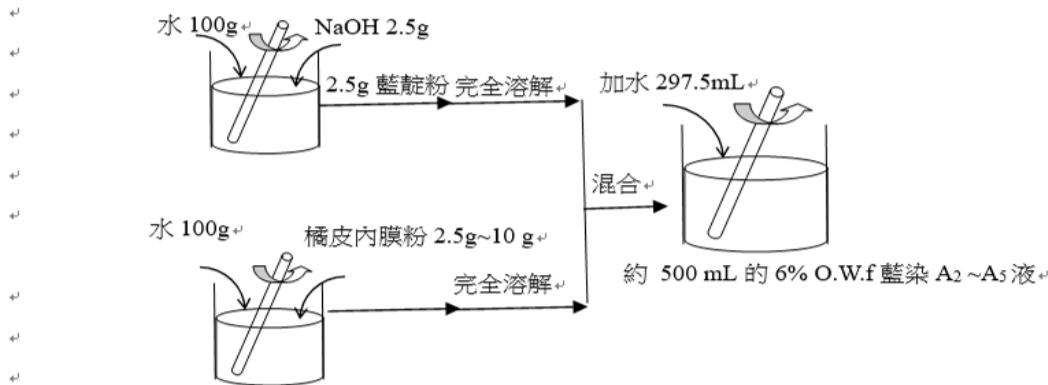 水 100g
NaOH 2.5g
2.5g 藍靛粉 完全溶解
加水 297.5mL
混合
水 100g
橘皮內膜粉 2.5g~10 g
完全溶解
約 500 mL 的 6% O.W.f 藍染 A₂ ~A₅ 液